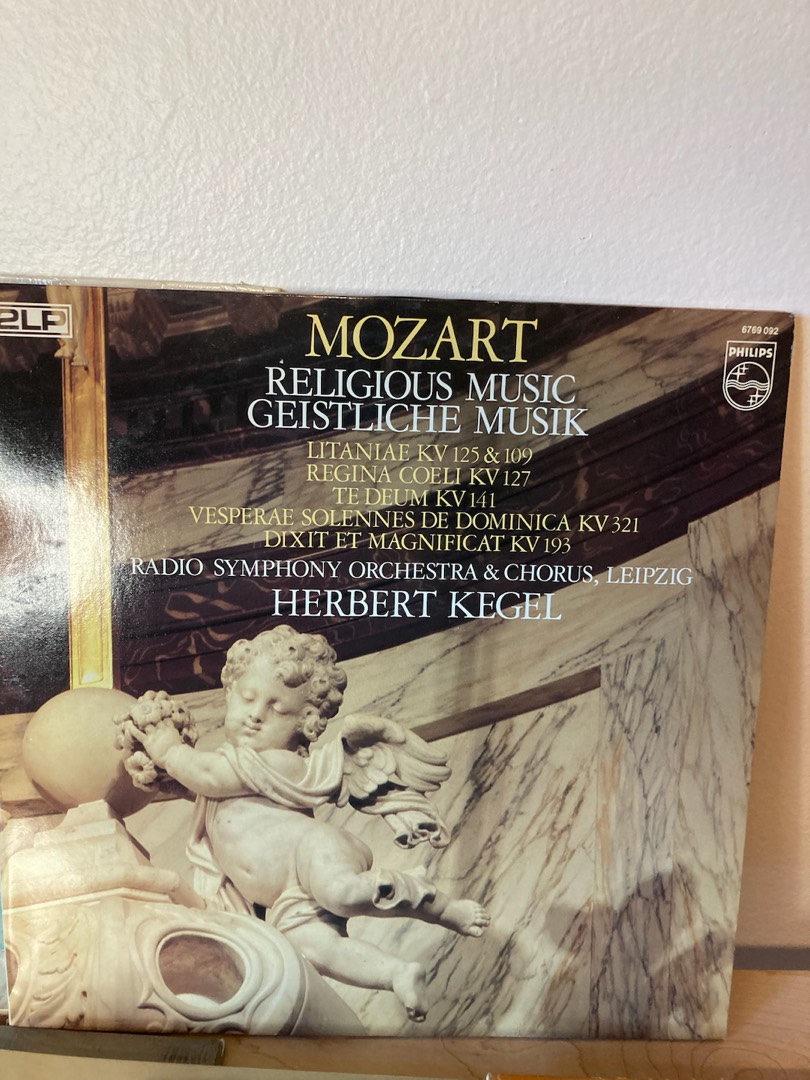 2LP
MOZART
6769 092
PHILIPS
RELIGIOUS MUSIC
GEISTLICHE MUSIK
LITANIAE KV 125 & 109
REGINA COELI KV 127
TE DEUM KV 141
VESPERAE SOLENNES DE DOMINICA KV 321
DIXIT ET MAGNIFICAT KV 193
RADIO SYMPHONY ORCHESTRA & CHORUS, LEIPZIG
HERBERT KEGEL